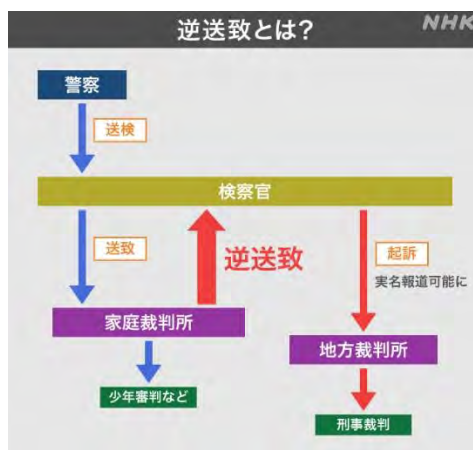 逆送致とは?
NHK
警察
送検
検察官
送致
逆送致
起訴
実名報道可能に
家庭裁判所
地方裁判所
少年審判など
刑事裁判